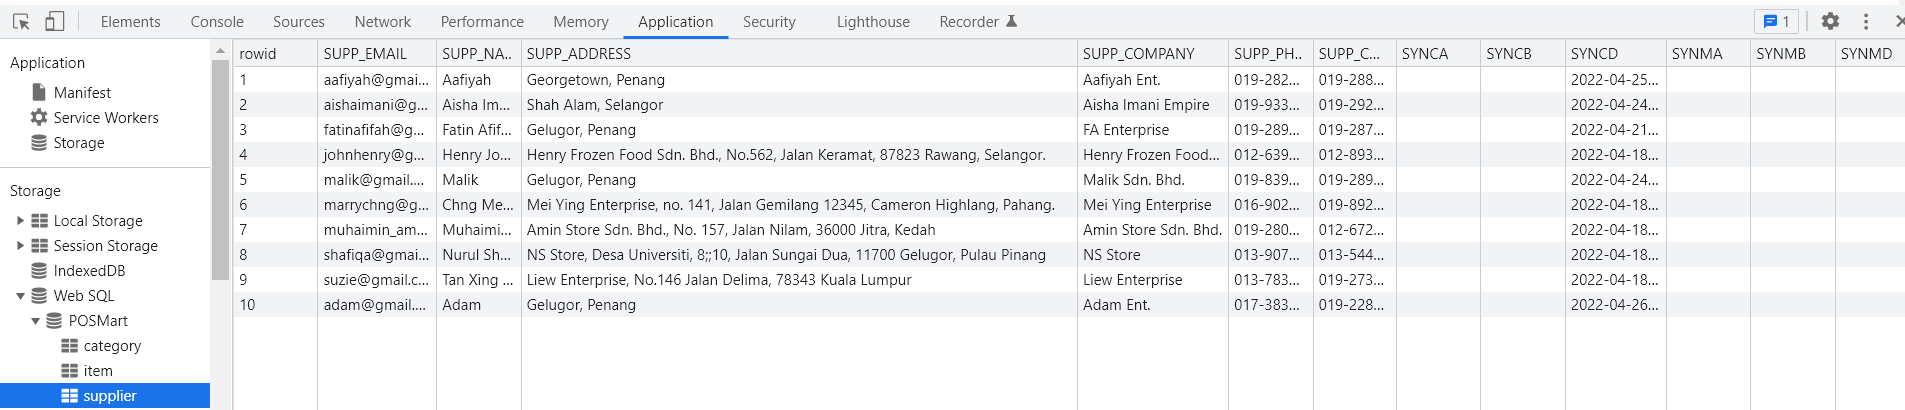 Elements Console Sources Network Performance Memory Application Security Lighthouse Recorder 1
Application
Manifest
Service Workers
Storage
Storage
Local Storage
Session Storage
IndexedDB
Web SQL
POSMart
category
item
supplier
rowid SUPP_EMAIL SUPP_NA... SUPP_ADDRESS SUPP_COMPANY SUPP_PH... SUPP_C... SYNCA SYNCB SYNCD SYNMA SYNMB SYNMD
1 aafiyah@gmai... Aafiyah Georgetown, Penang Aafiyah Ent. 019-282... 019-288... 2022-04-25...
2 aishaimani@g... Aisha Im... Shah Alam, Selangor Aisha Imani Empire 019-933... 019-292... 2022-04-24...
3 fatinafifah@g... Fatin Afif... Gelugor, Penang FA Enterprise 019-289... 019-287... 2022-04-21...
4 johnhenry@g... Henry Jo... Henry Frozen Food Sdn. Bhd., No.562, Jalan Keramat, 87823 Rawang, Selangor. Henry Frozen Food... 012-639... 012-893... 2022-04-18...
5 malik@gmail.... Malik Gelugor, Penang Malik Sdn. Bhd. 019-839... 019-289... 2022-04-24...
6 marrychng@g... Chng Me... Mei Ying Enterprise, no. 141, Jalan Gemilang 12345, Cameron Highlang, Pahang. Mei Ying Enterprise 016-902... 019-892... 2022-04-18...
7 muhaimin_am... Muhaimi... Amin Store Sdn. Bhd., No. 157, Jalan Nilam, 36000 Jitra, Kedah Amin Store Sdn. Bhd. 019-280... 012-672... 2022-04-18...
8 shafiqa@gmai... Nurul Sh... NS Store, Desa Universiti, 8;;10, Jalan Sungai Dua, 11700 Gelugor, Pulau Pinang NS Store 013-907... 013-544... 2022-04-18...
9 suzie@gmail.c... Tan Xing ... Liew Enterprise, No.146 Jalan Delima, 78343 Kuala Lumpur Liew Enterprise 013-783... 019-273... 2022-04-18...
10 adam@gmail.... Adam Gelugor, Penang Adam Ent. 017-383... 019-228... 2022-04-26...